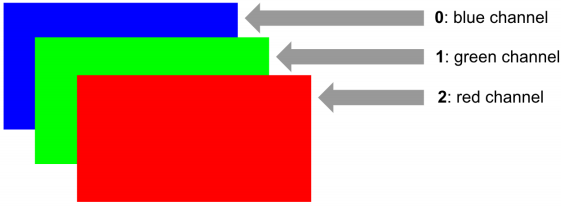 0: blue channel
1: green channel
2: red channel